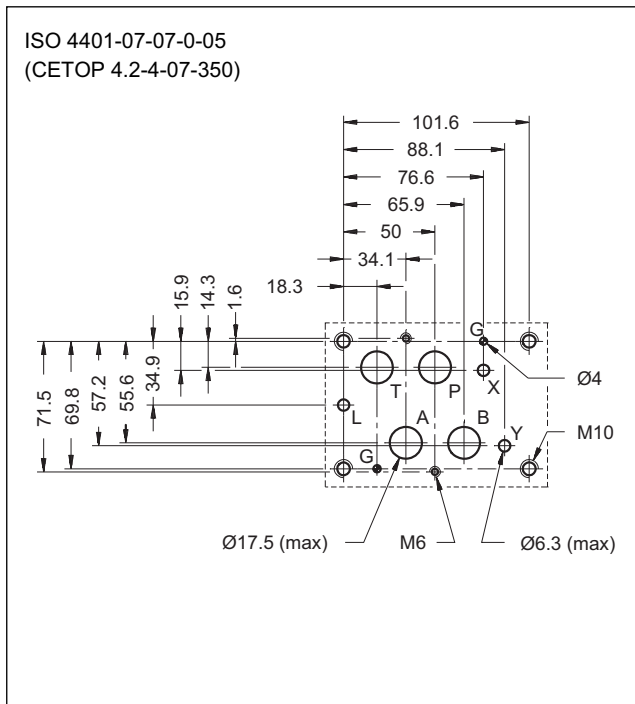 ISO 4401-07-07-0-05
(CETOP 4.2-4-07-350)
101.6
88.1
76.6
65.9
50
34.1
18.3
15.9
14.3
1.6
71.5
69.8
57.2
55.6
34.9
G
T
P
X
Ø4
L
A
B
Y
M10
G
Ø17.5 (max)
M6
Ø6.3 (max)